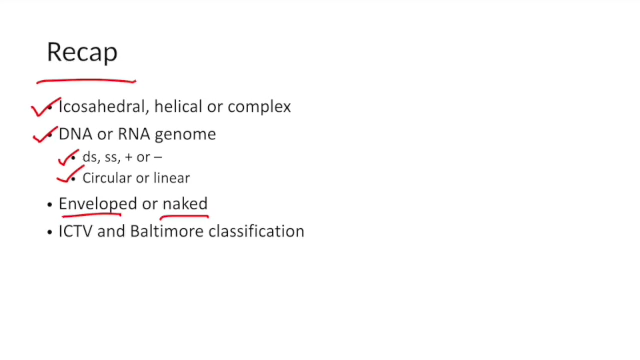 Recap
• Icosahedral, helical or complex
• DNA or RNA genome
• ds, ss, + or –
• Circular or linear
• Enveloped or naked
• ICTV and Baltimore classification